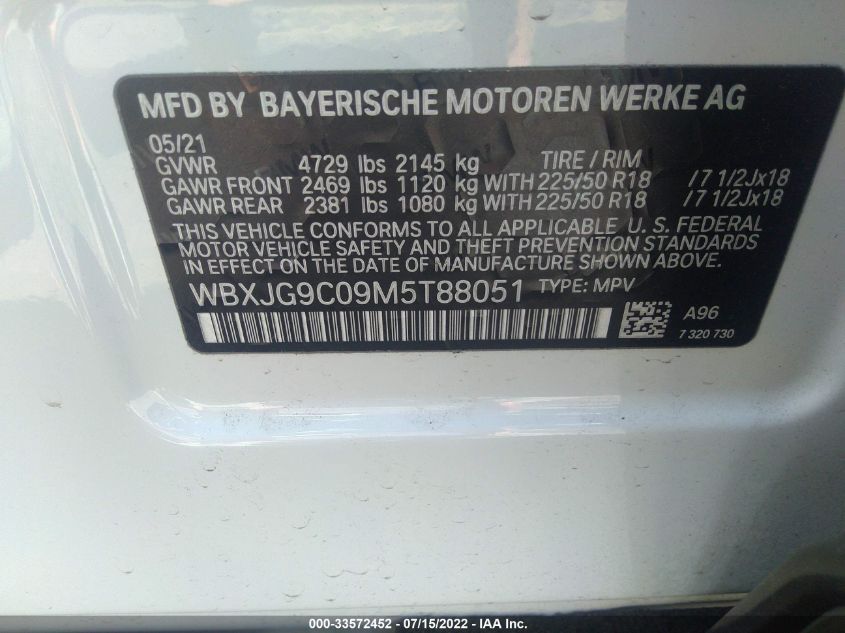 MFD BY BAYERISCHE MOTOREN WERKE AG
05/21
GVWR 4729 lbs 2145 kg TIRE / RIM
GAWR FRONT 2469 lbs 1120 kg WITH 225/50 R18 /7 1/2Jx18
GAWR REAR 2381 lbs 1080 kg WITH 225/50 R18 /7 1/2Jx18
THIS VEHICLE CONFORMS TO ALL APPLICABLE U. S. FEDERAL
MOTOR VEHICLE SAFETY AND THEFT PREVENTION STANDARDS
IN EFFECT ON THE DATE OF MANUFACTURE SHOWN ABOVE.
WBXJG9C09M5T88051 TYPE: MPV
A96
7 320 730
000-33572452 - 07/15/2022 - IAA Inc.